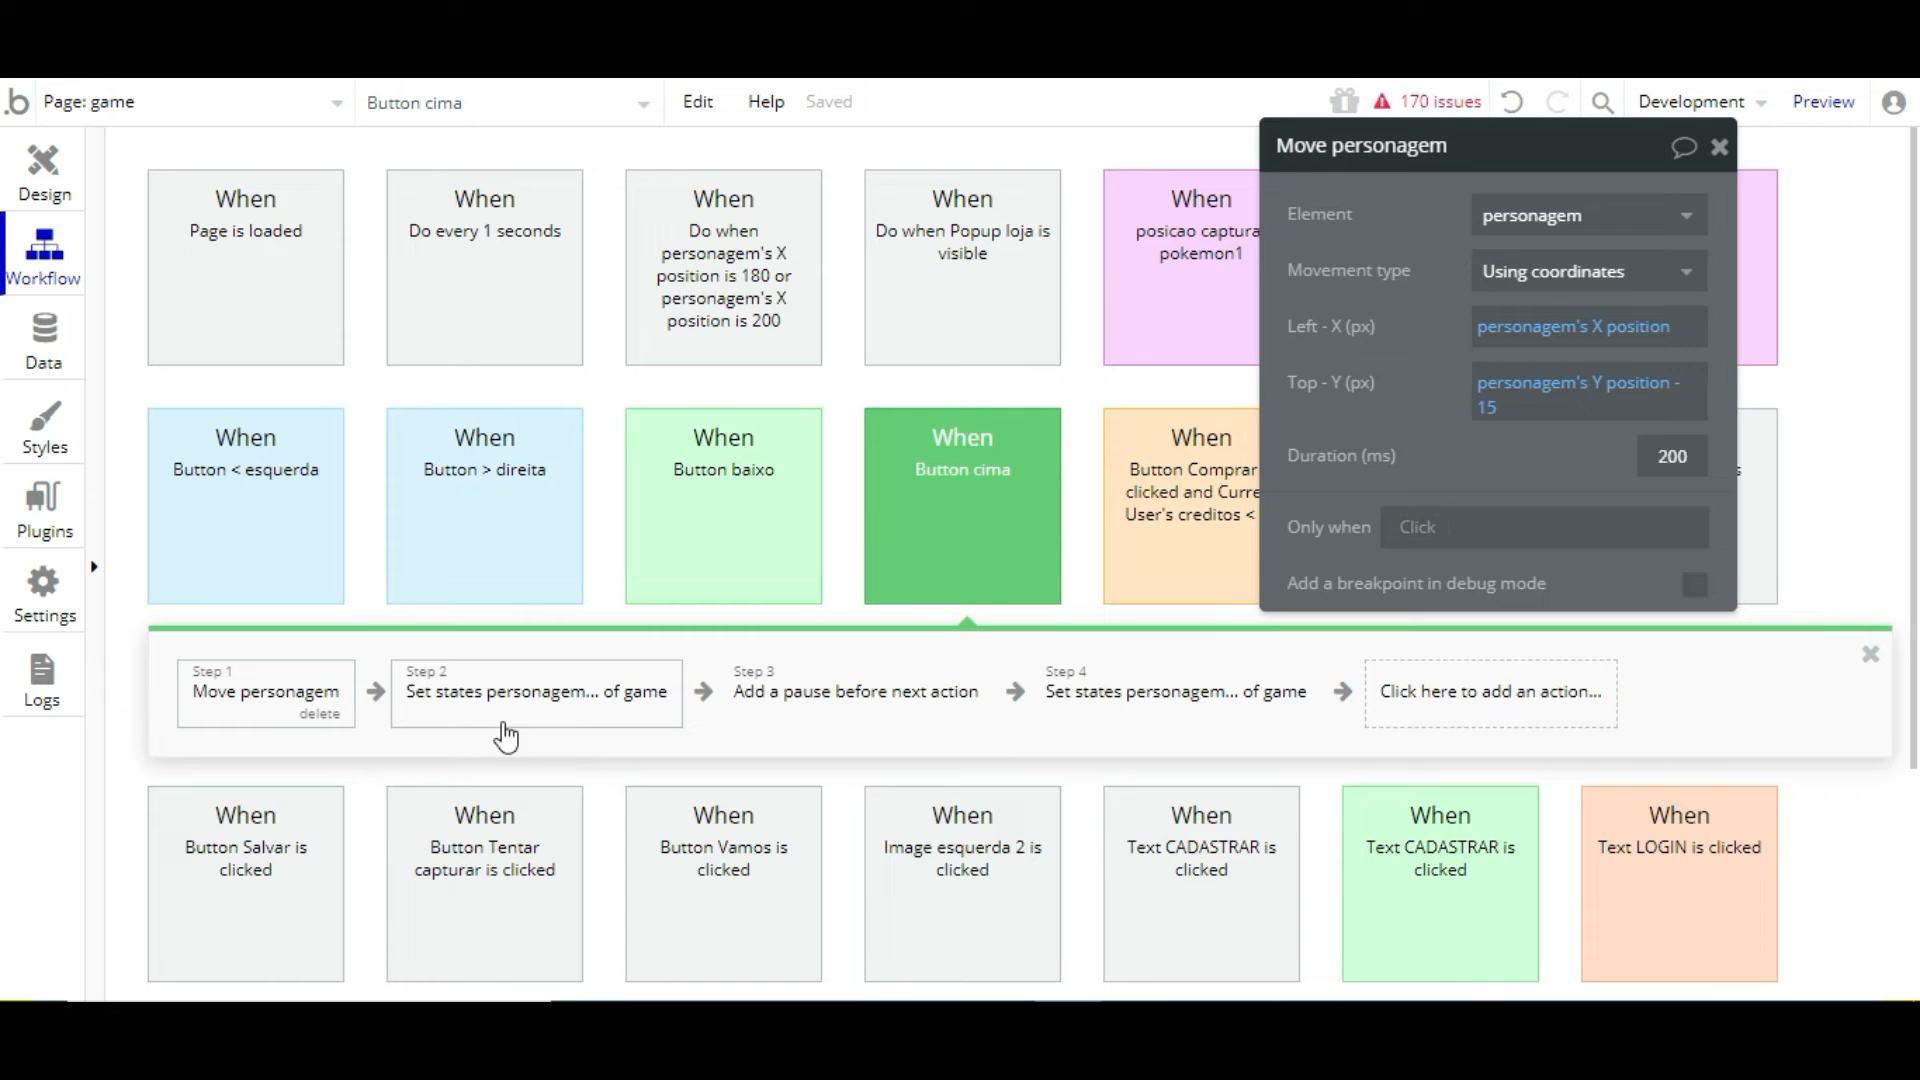 .b
Page: game
Button cima
Edit
Help
Saved
170 issues
Development
Preview
Design
Workflow
Data
Styles
Plugins
Settings
Logs
When
Page is loaded
When
Do every 1 seconds
When
Do when
personagem's X
position is 180 or
personagem's X
position is 200
When
Do when Popup loja is
visible
When
posicao captura
pokemon1
Move personagem
Element
personagem
Movement type
Using coordinates
Left - X (px)
personagem's X position
Top - Y (px)
personagem's Y position -
15
Duration (ms)
200
Only when
Click
Add a breakpoint in debug mode
When
Button < esquerda
When
Button > direita
When
Button baixo
When
Button cima
When
Button Comprar
clicked and Curre
User's creditos <
Step 1
Move personagem
delete
Step 2
Set states personagem... of game
Step 3
Add a pause before next action
Step 4
Set states personagem... of game
Click here to add an action...
When
Button Salvar is
clicked
When
Button Tentar
capturar is clicked
When
Button Vamos is
clicked
When
Image esquerda 2 is
clicked
When
Text CADASTRAR is
clicked
When
Text CADASTRAR is
clicked
When
Text LOGIN is clicked